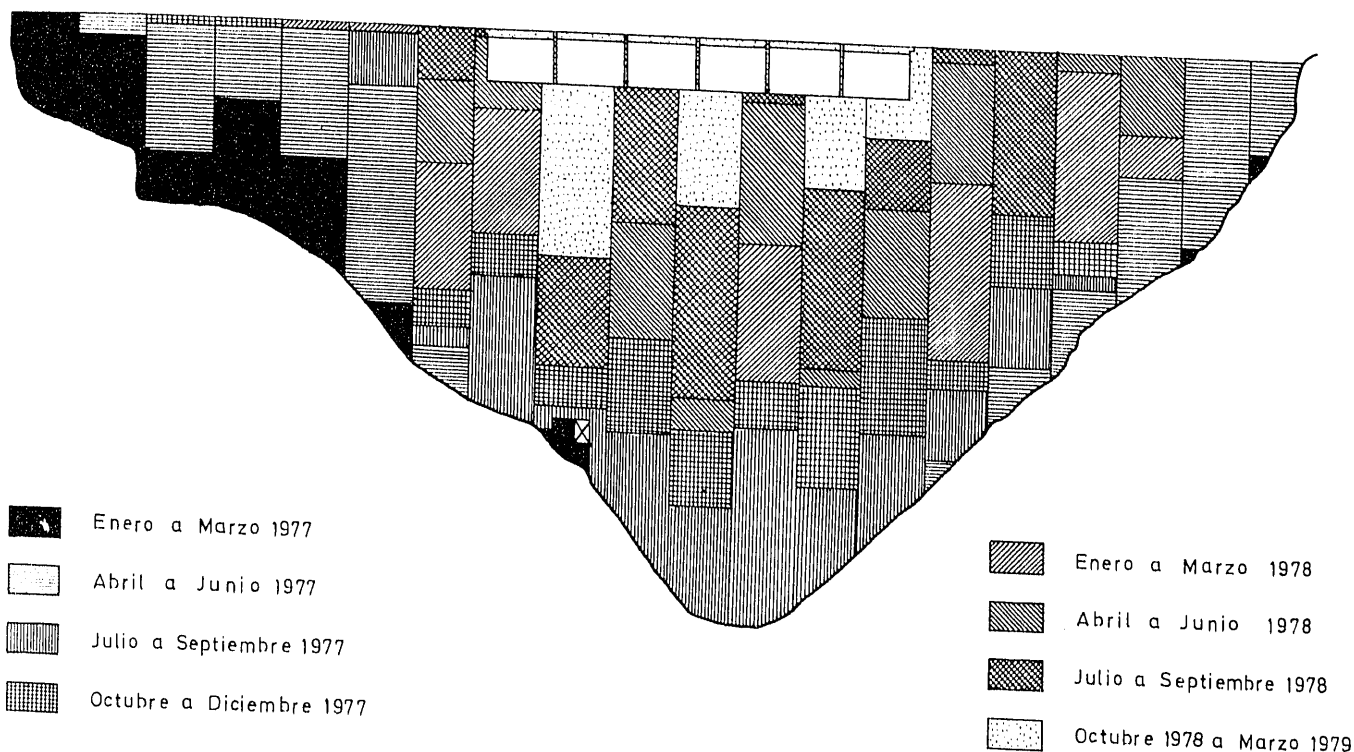 Enero a Marzo 1977
Abril a Junio 1977
Julio a Septiembre 1977
Octubre a Diciembre 1977
Enero a Marzo 1978
Abril a Junio 1978
Julio a Septiembre 1978
Octubre 1978 a Marzo 1979